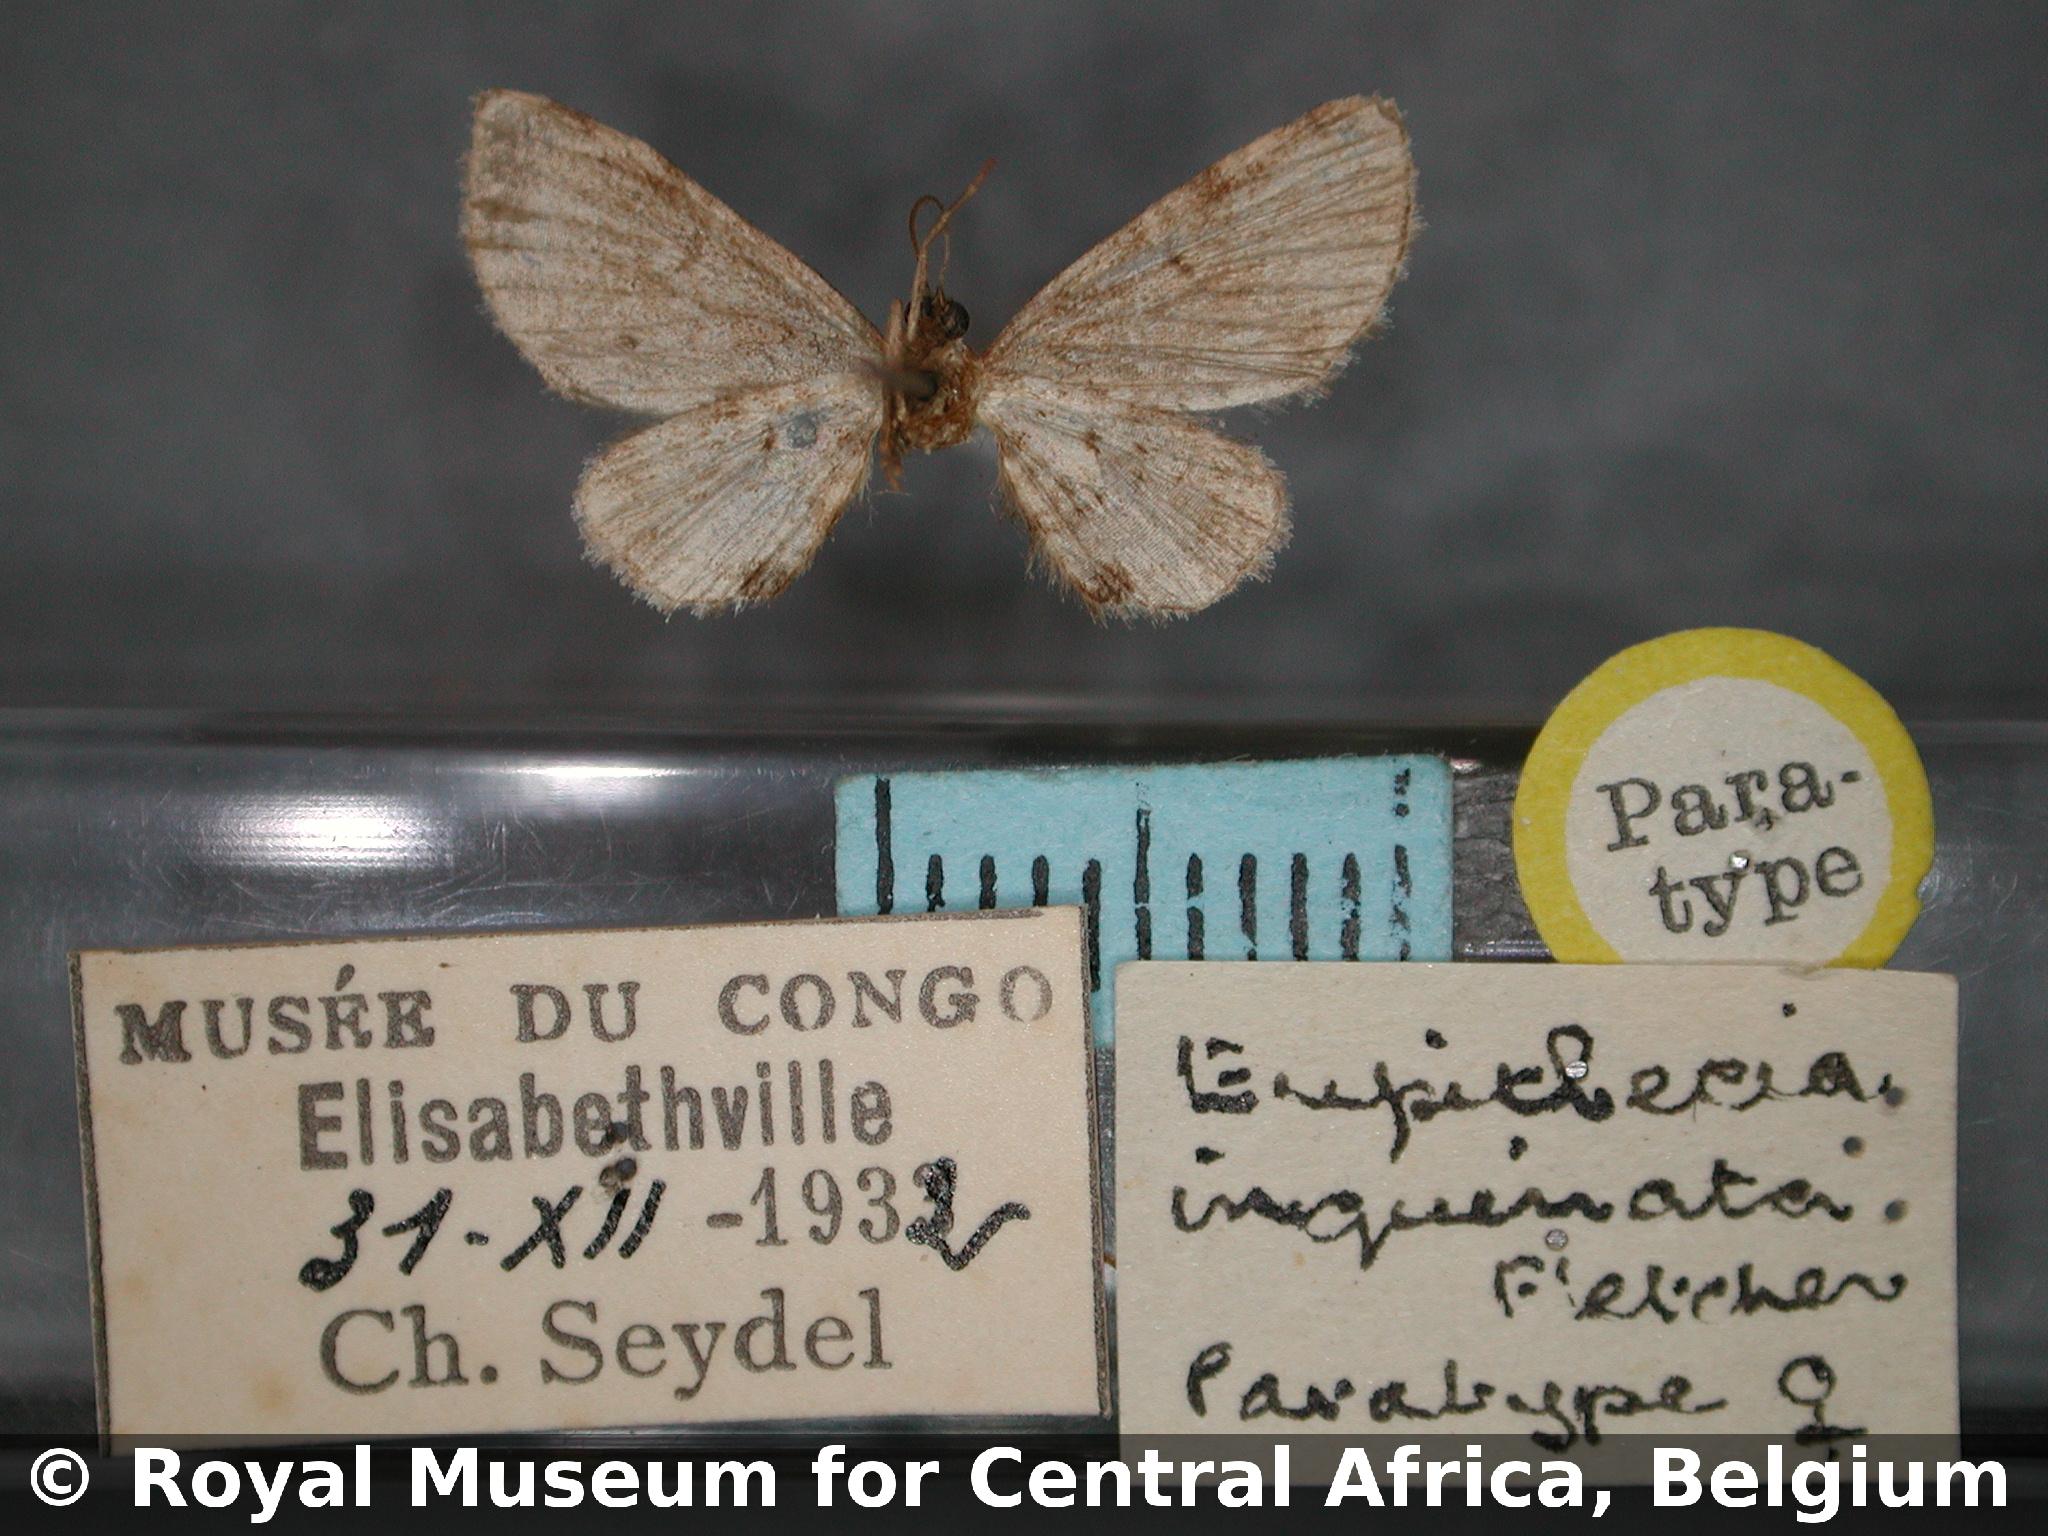 Para-
type
MUSÉE DU CONGO
Elisabethville
31-XII-1932
Ch. Seydel
Eupithecia.
inquinata.
Fletcher
Paratype ♀
© Royal Museum for Central Africa, Belgium